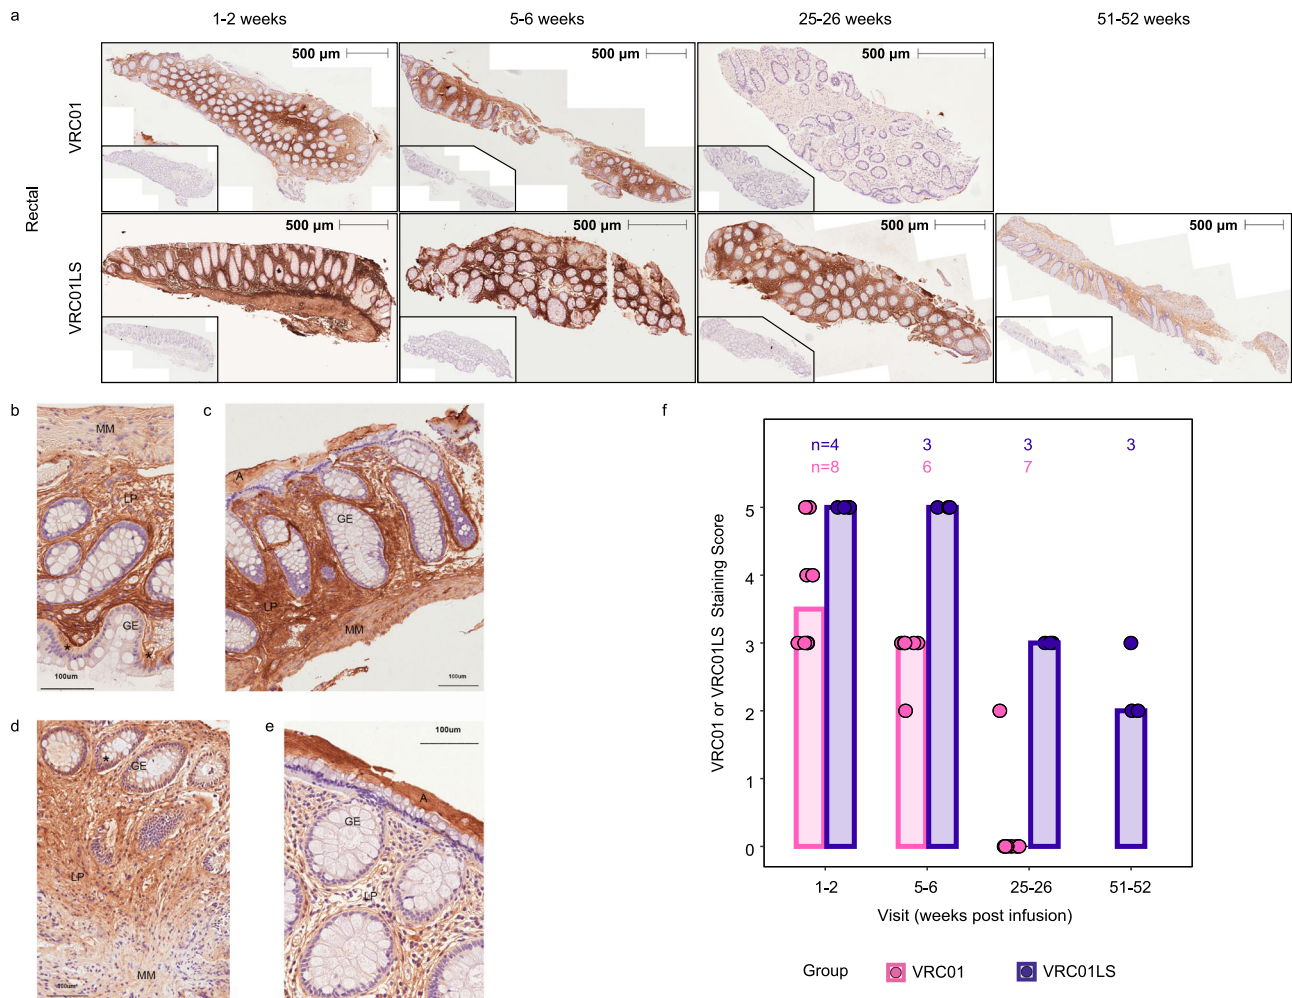 a
1-2 weeks
5-6 weeks
25-26 weeks
51-52 weeks
Rectal
VRC01
500 µm
500 µm
500 µm
VRC01LS
500 µm
500 µm
500 µm
500 µm
b
MM
LP
GE
*
*
100um
c
A
GE
LP
MM
100um
d
*
GE
LP
MM
100um
e
100um
A
GE
LP
f
n=4 3 3 3
n=8 6 7
VRC01 or VRC01LS Staining Score
5
4
3
2
1
0
1-2 5-6 25-26 51-52
Visit (weeks post infusion)
Group VRC01 VRC01LS